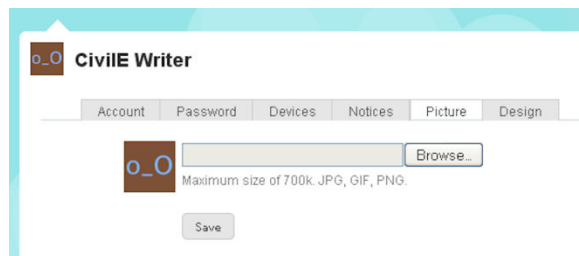 o_O CivilE Writer
Account Password Devices Notices Picture Design
o_O Browse...
Maximum size of 700k. JPG, GIF, PNG.
Save